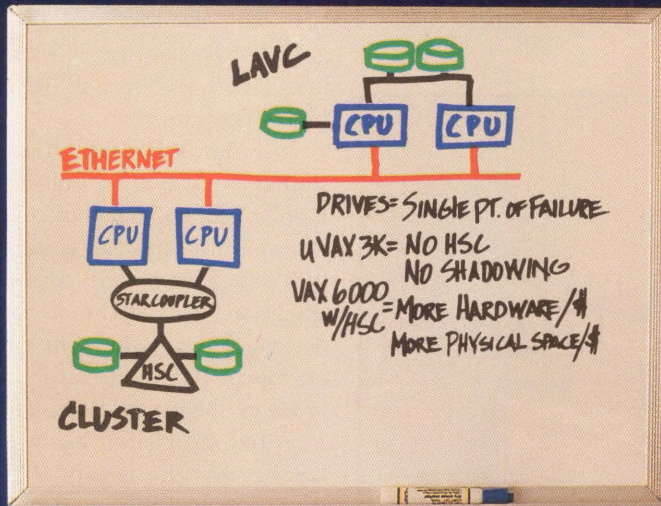 LAVC
CPU
CPU
ETHERNET
DRIVES= SINGLE PT. OF FAILURE
CPU
CPU
uVAX 3K= NO HSC
NO SHADOWING
STARCOUPLER
VAX 6000
W/HSC = MORE HARDWARE/$
MORE PHYSICAL SPACE/$
HSC
CLUSTER